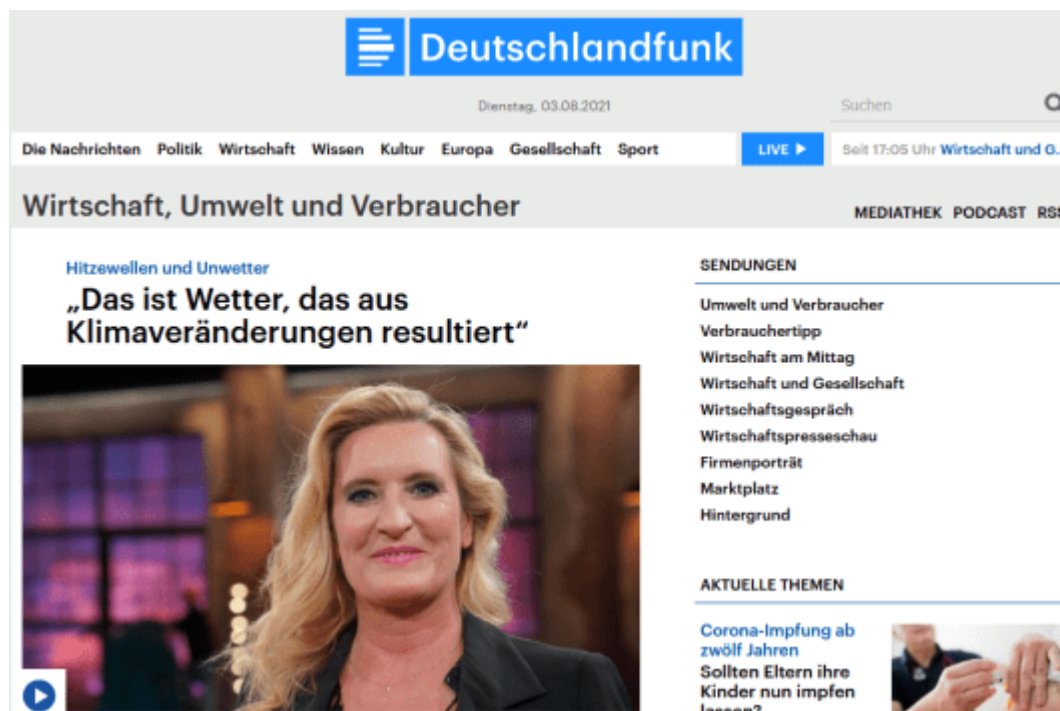 Deutschlandfunk
Dienstag, 03.08.2021
Suchen
Die Nachrichten Politik Wirtschaft Wissen Kultur Europa Gesellschaft Sport
LIVE
Seit 17:05 Uhr Wirtschaft und G...
Wirtschaft, Umwelt und Verbraucher
MEDIATHEK PODCAST RSS
Hitzewellen und Unwetter
„Das ist Wetter, das aus
Klimaveränderungen resultiert“
SENDUNGEN
Umwelt und Verbraucher
Verbrauchertipp
Wirtschaft am Mittag
Wirtschaft und Gesellschaft
Wirtschaftsgespräch
Wirtschaftspresseschau
Firmenporträt
Marktplatz
Hintergrund
AKTUELLE THEMEN
Corona-Impfung ab
zwölf Jahren
Sollten Eltern ihre
Kinder nun impfen
lassen?